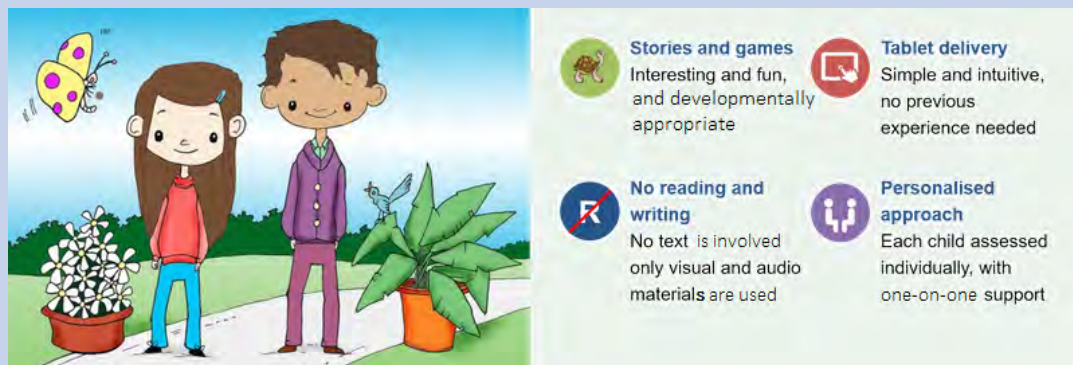 Stories and games
Interesting and fun,
and developmentally
appropriate
Tablet delivery
Simple and intuitive,
no previous
experience needed
R
No reading and
writing
No text is involved
only visual and audio
materials are used
Personalised
approach
Each child assessed
individually, with
one-on-one support